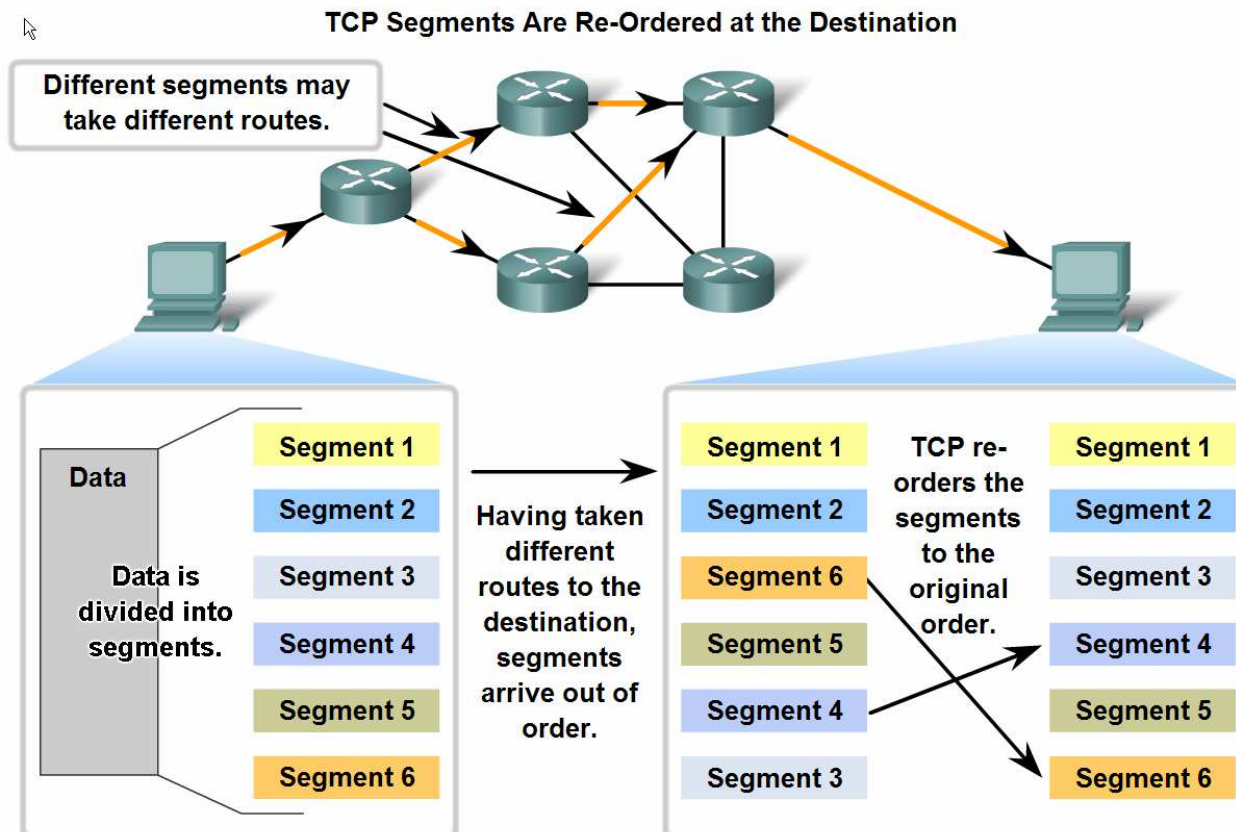 TCP Segments Are Re-Ordered at the Destination
Different segments may
take different routes.
Data
Data is
divided into
segments.
Segment 1
Segment 2
Segment 3
Segment 4
Segment 5
Segment 6
Having taken
different
routes to the
destination,
segments
arrive out of
order.
Segment 1
Segment 2
Segment 6
Segment 5
Segment 4
Segment 3
TCP re-
orders the
segments
to the
original
order.
Segment 1
Segment 2
Segment 3
Segment 4
Segment 5
Segment 6